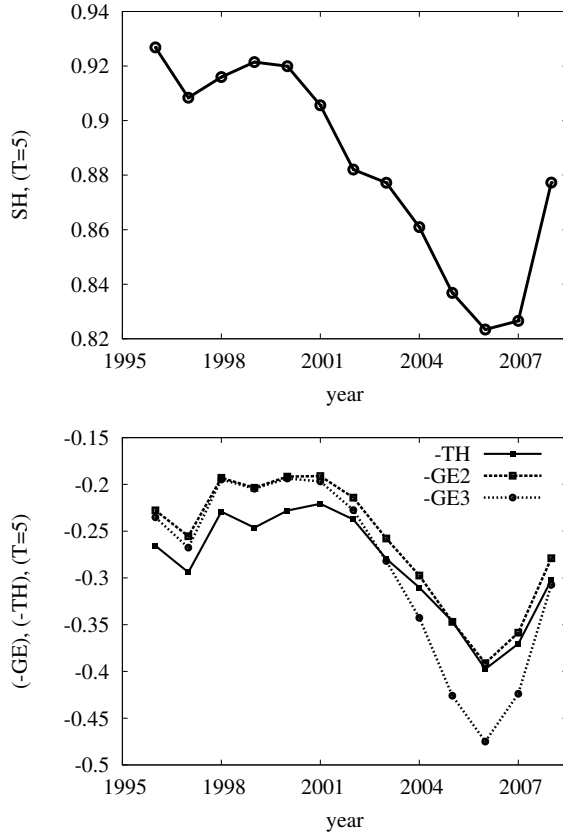 0.94
0.92
0.9
0.88
0.86
0.84
0.82
SH, (T=5)
1995 1998 2001 2004 2007
year
-0.15
-0.2
-0.25
-0.3
-0.35
-0.4
-0.45
-0.5
(-GE), (-TH), (T=5)
-TH
-GE2
-GE3
1995 1998 2001 2004 2007
year